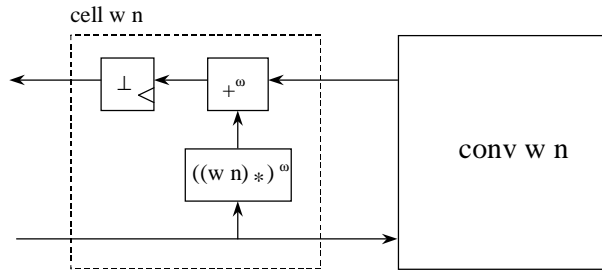 cell w n
⊥
+ω
conv w n
((w n) *) ω